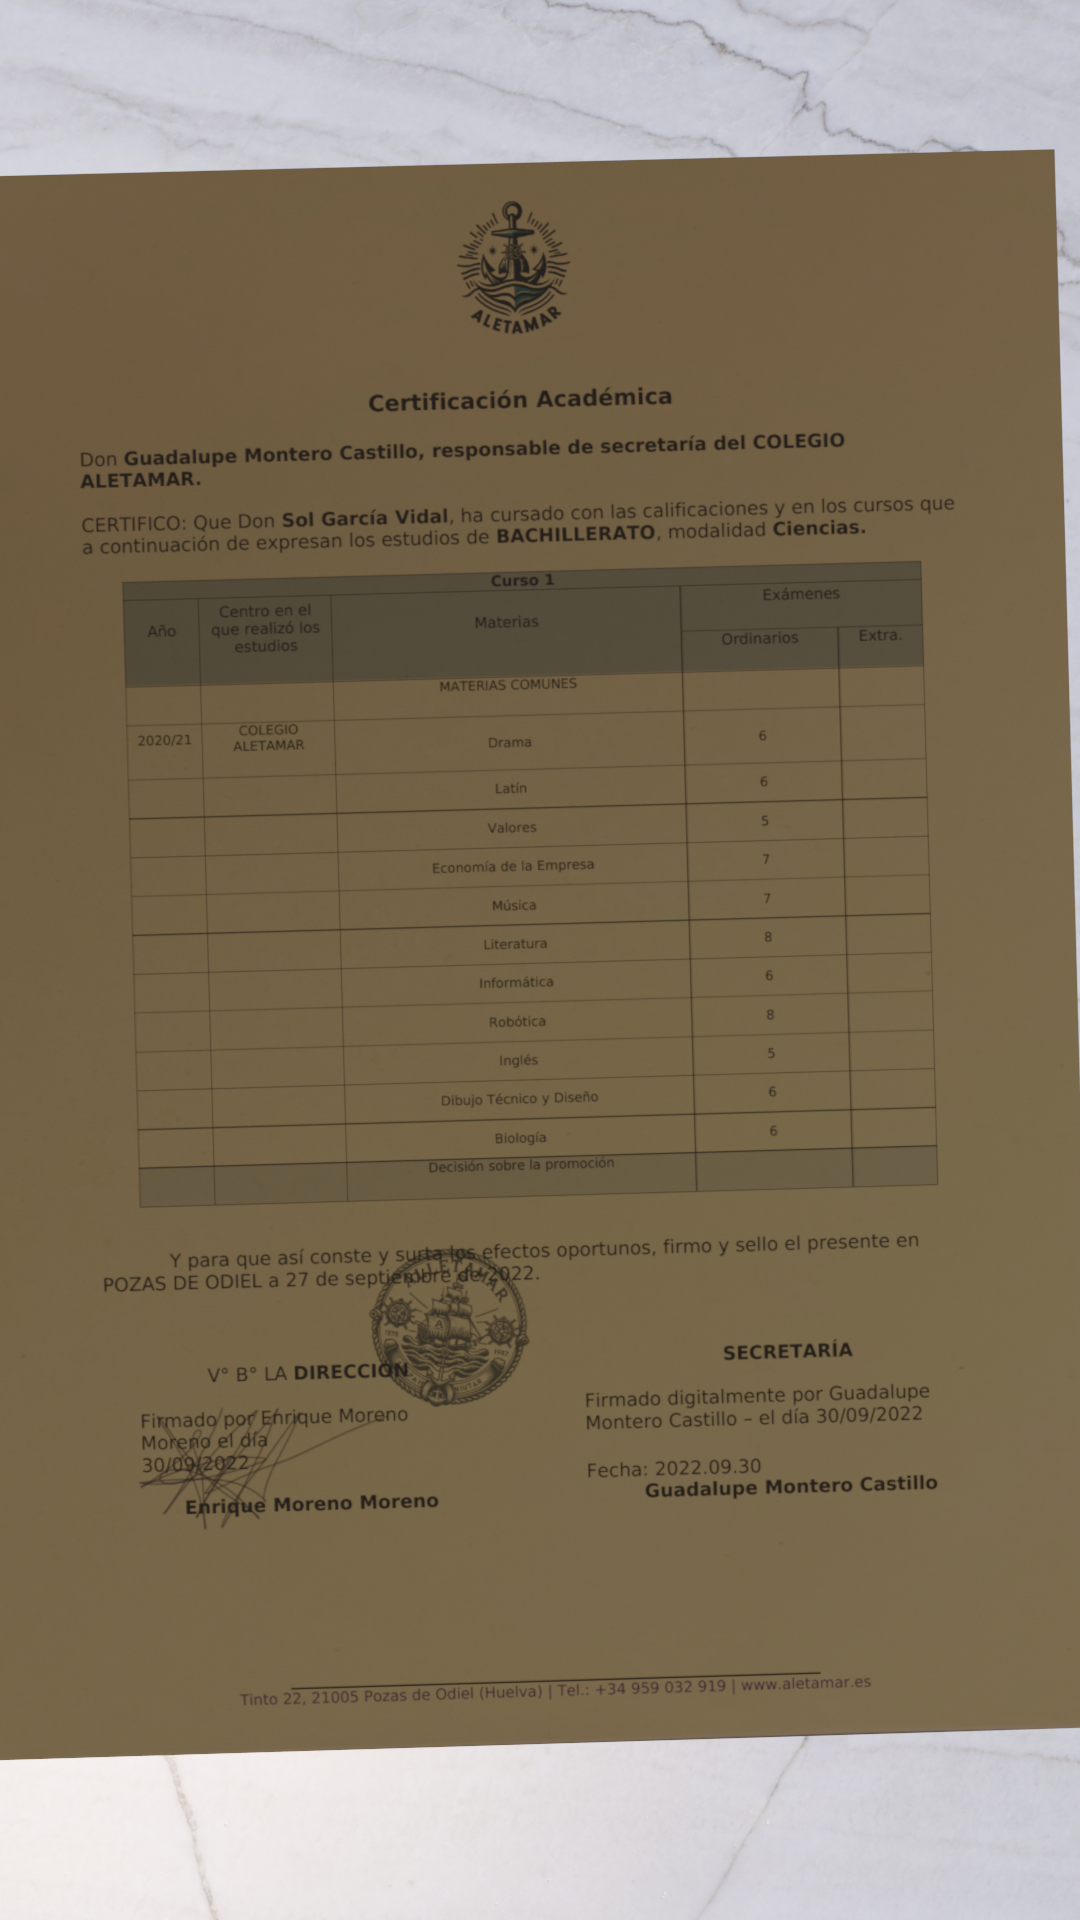 ALETAMAR
Certificación Académica
Don Guadalupe Montero Castillo, responsable de secretaría del COLEGIO
ALETAMAR.
CERTIFICO: Que Don Sol García Vidal, ha cursado con las calificaciones y en los cursos que
a continuación de expresan los estudios de BACHILLERATO, modalidad Ciencias.
Curso 1
Año
Centro en el
que realizó los
estudios
Materias
Exámenes
Ordinarios
Extra.
MATERIAS COMUNES
2020/21
COLEGIO
ALETAMAR
Drama 6
Latín 6
Valores 5
Economía de la Empresa 7
Música 7
Literatura 8
Informática 6
Robótica 8
Inglés 5
Dibujo Técnico y Diseño 6
Biología 6
Decisión sobre la promoción
Y para que así conste y surta los efectos oportunos, firmo y sello el presente en
POZAS DE ODIEL a 27 de septiembre de 2022.
ALETAMAR
V° B° LA DIRECCIÓN
Firmado por Enrique Moreno
Moreno el día
30/09/2022
Enrique Moreno Moreno
SECRETARÍA
Firmado digitalmente por Guadalupe
Montero Castillo – el día 30/09/2022
Fecha: 2022.09.30
Guadalupe Montero Castillo
Tinto 22, 21005 Pozas de Odiel (Huelva) | Tel.: +34 959 032 919 | www.aletamar.es